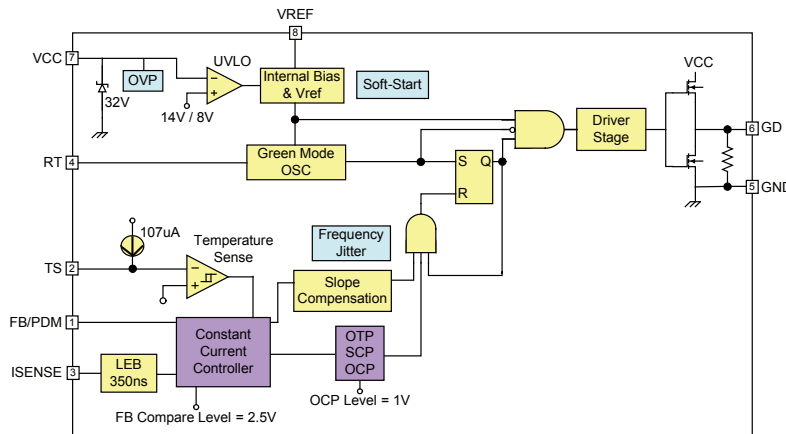 VREF
8
VCC
7
OVP
UVLO
Internal Bias
& Vref
Soft-Start
32V
14V / 8V
VCC
Driver
Stage
6
GD
RT
4
Green Mode
OSC
S
Q
R
5
GND
107uA
Temperature
Sense
Frequency
Jitter
TS
2
Slope
Compensation
FB/PDM
1
Constant
Current
Controller
OTP
SCP
OCP
ISENSE
3
LEB
350ns
OCP Level = 1V
FB Compare Level = 2.5V